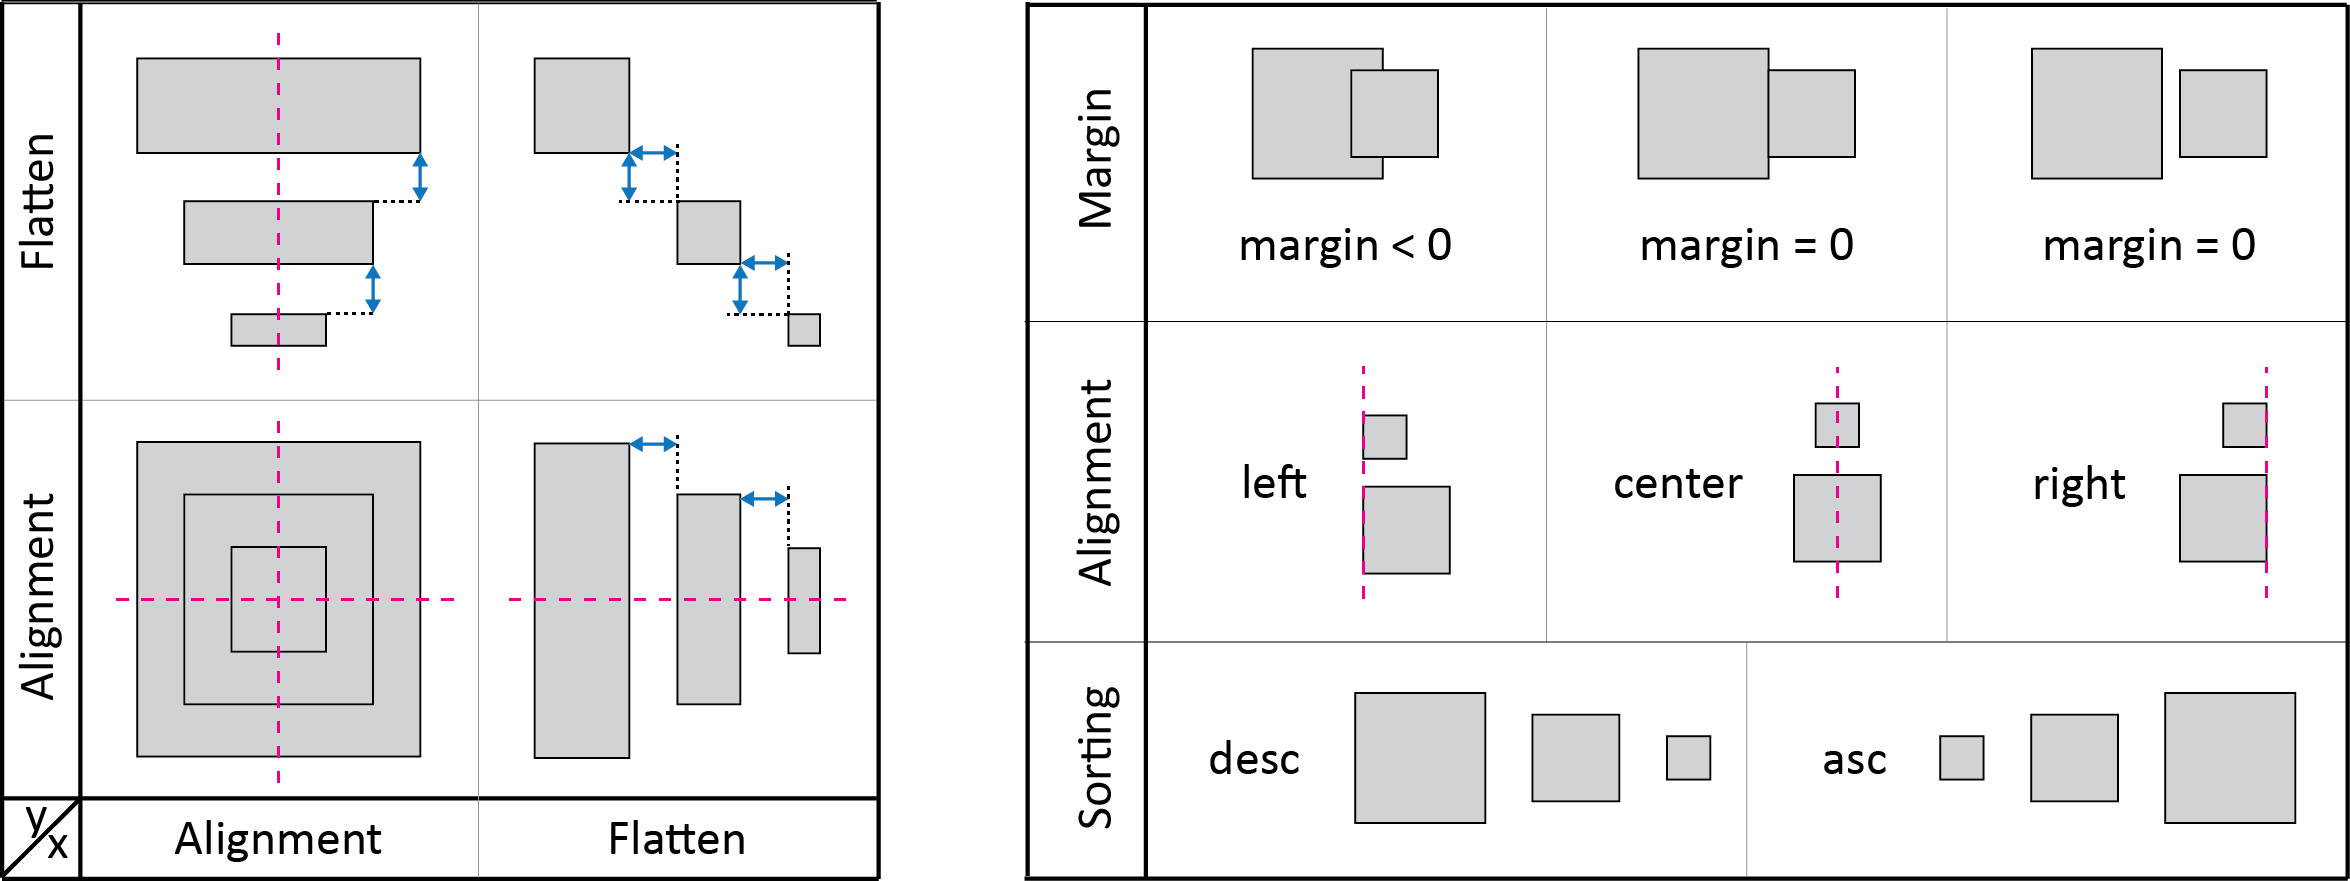 Flatten
Alignment
y/x
Alignment
Flatten
Margin
margin < 0
margin = 0
margin = 0
Alignment
left
center
right
Sorting
desc
asc